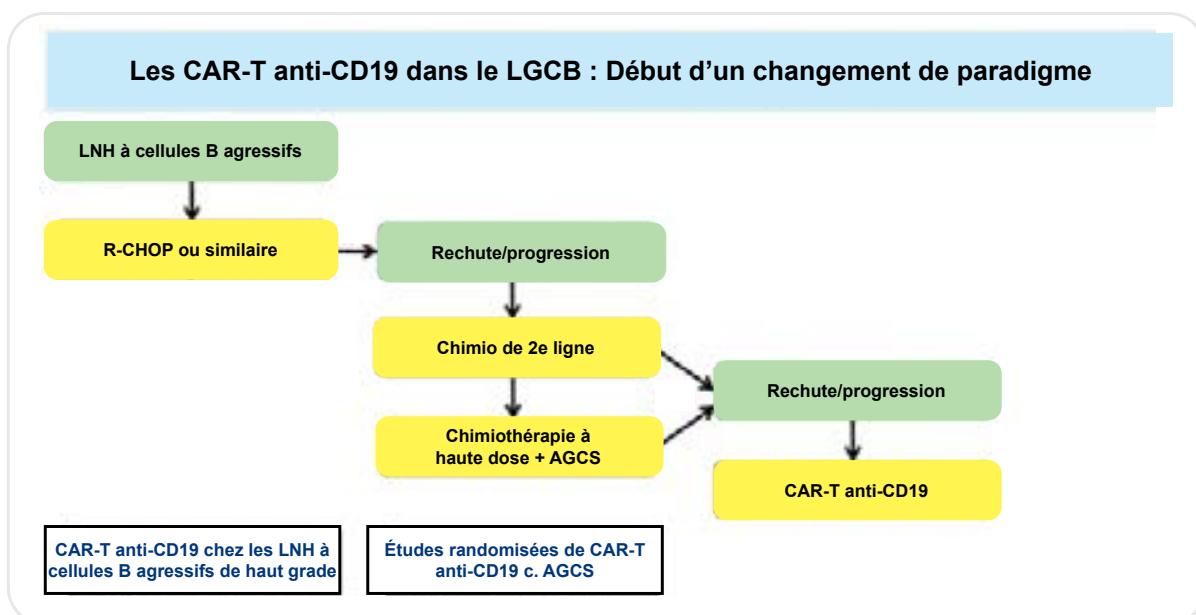 Les CAR-T anti-CD19 dans le LGCB : Début d’un changement de paradigme
LNH à cellules B agressifs
R-CHOP ou similaire
Rechute/progression
Chimio de 2e ligne
Chimiothérapie à
haute dose + AGCS
Rechute/progression
CAR-T anti-CD19
CAR-T anti-CD19 chez les LNH à
cellules B agressifs de haut grade
Études randomisées de CAR-T
anti-CD19 c. AGCS